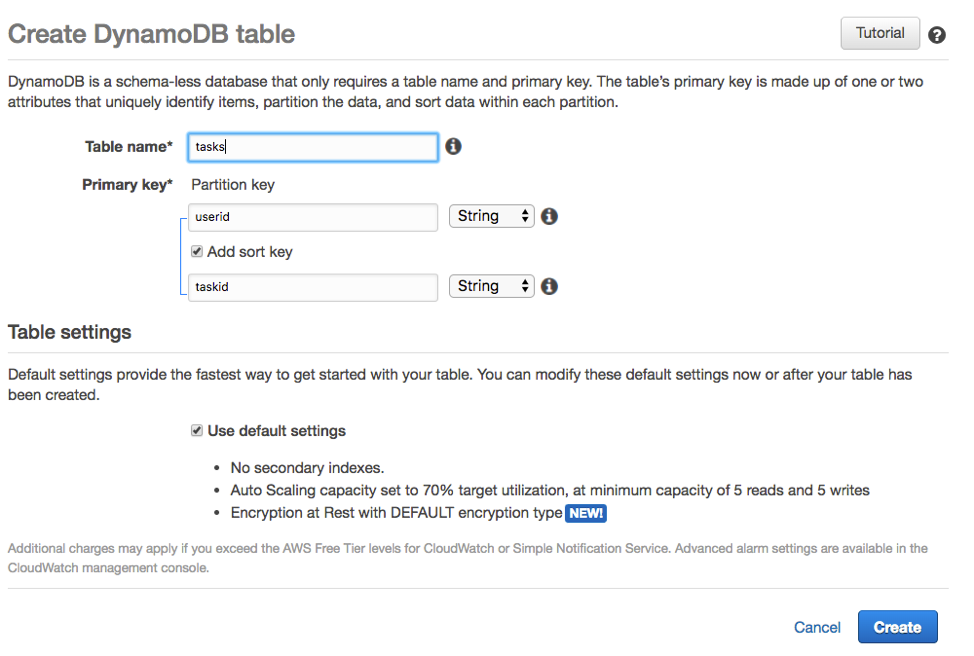 Create DynamoDB table
Tutorial
DynamoDB is a schema-less database that only requires a table name and primary key. The table's primary key is made up of one or two
attributes that uniquely identify items, partition the data, and sort data within each partition.
Table name*
tasks
Primary key*
Partition key
userid
String
Add sort key
taskid
String
Table settings
Default settings provide the fastest way to get started with your table. You can modify these default settings now or after your table has
been created.
Use default settings
• No secondary indexes.
• Auto Scaling capacity set to 70% target utilization, at minimum capacity of 5 reads and 5 writes
• Encryption at Rest with DEFAULT encryption type NEW!
Additional charges may apply if you exceed the AWS Free Tier levels for CloudWatch or Simple Notification Service. Advanced alarm settings are available in the
CloudWatch management console.
Cancel
Create